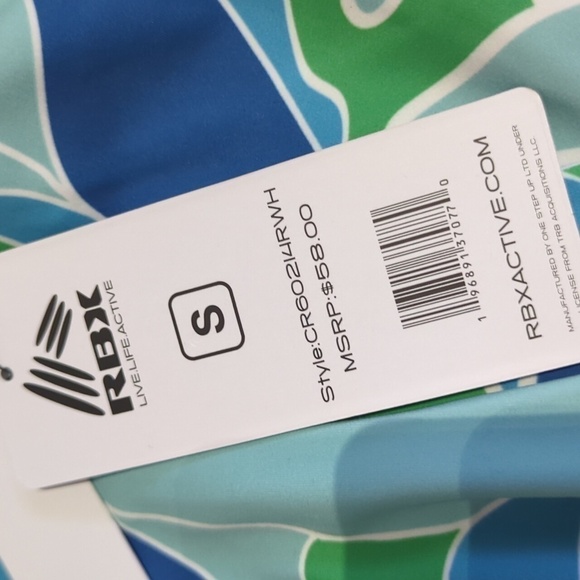 RBX
LIVE.LIFE.ACTIVE
S
Style:CR60214RWH
MSRP:$58.00
1 96891 37077 0
RBXACTIVE.COM
MANUFACTURED BY ONE STEP UP LTD UNDER
LICENSE FROM TRB ACQUISITIONS LLC